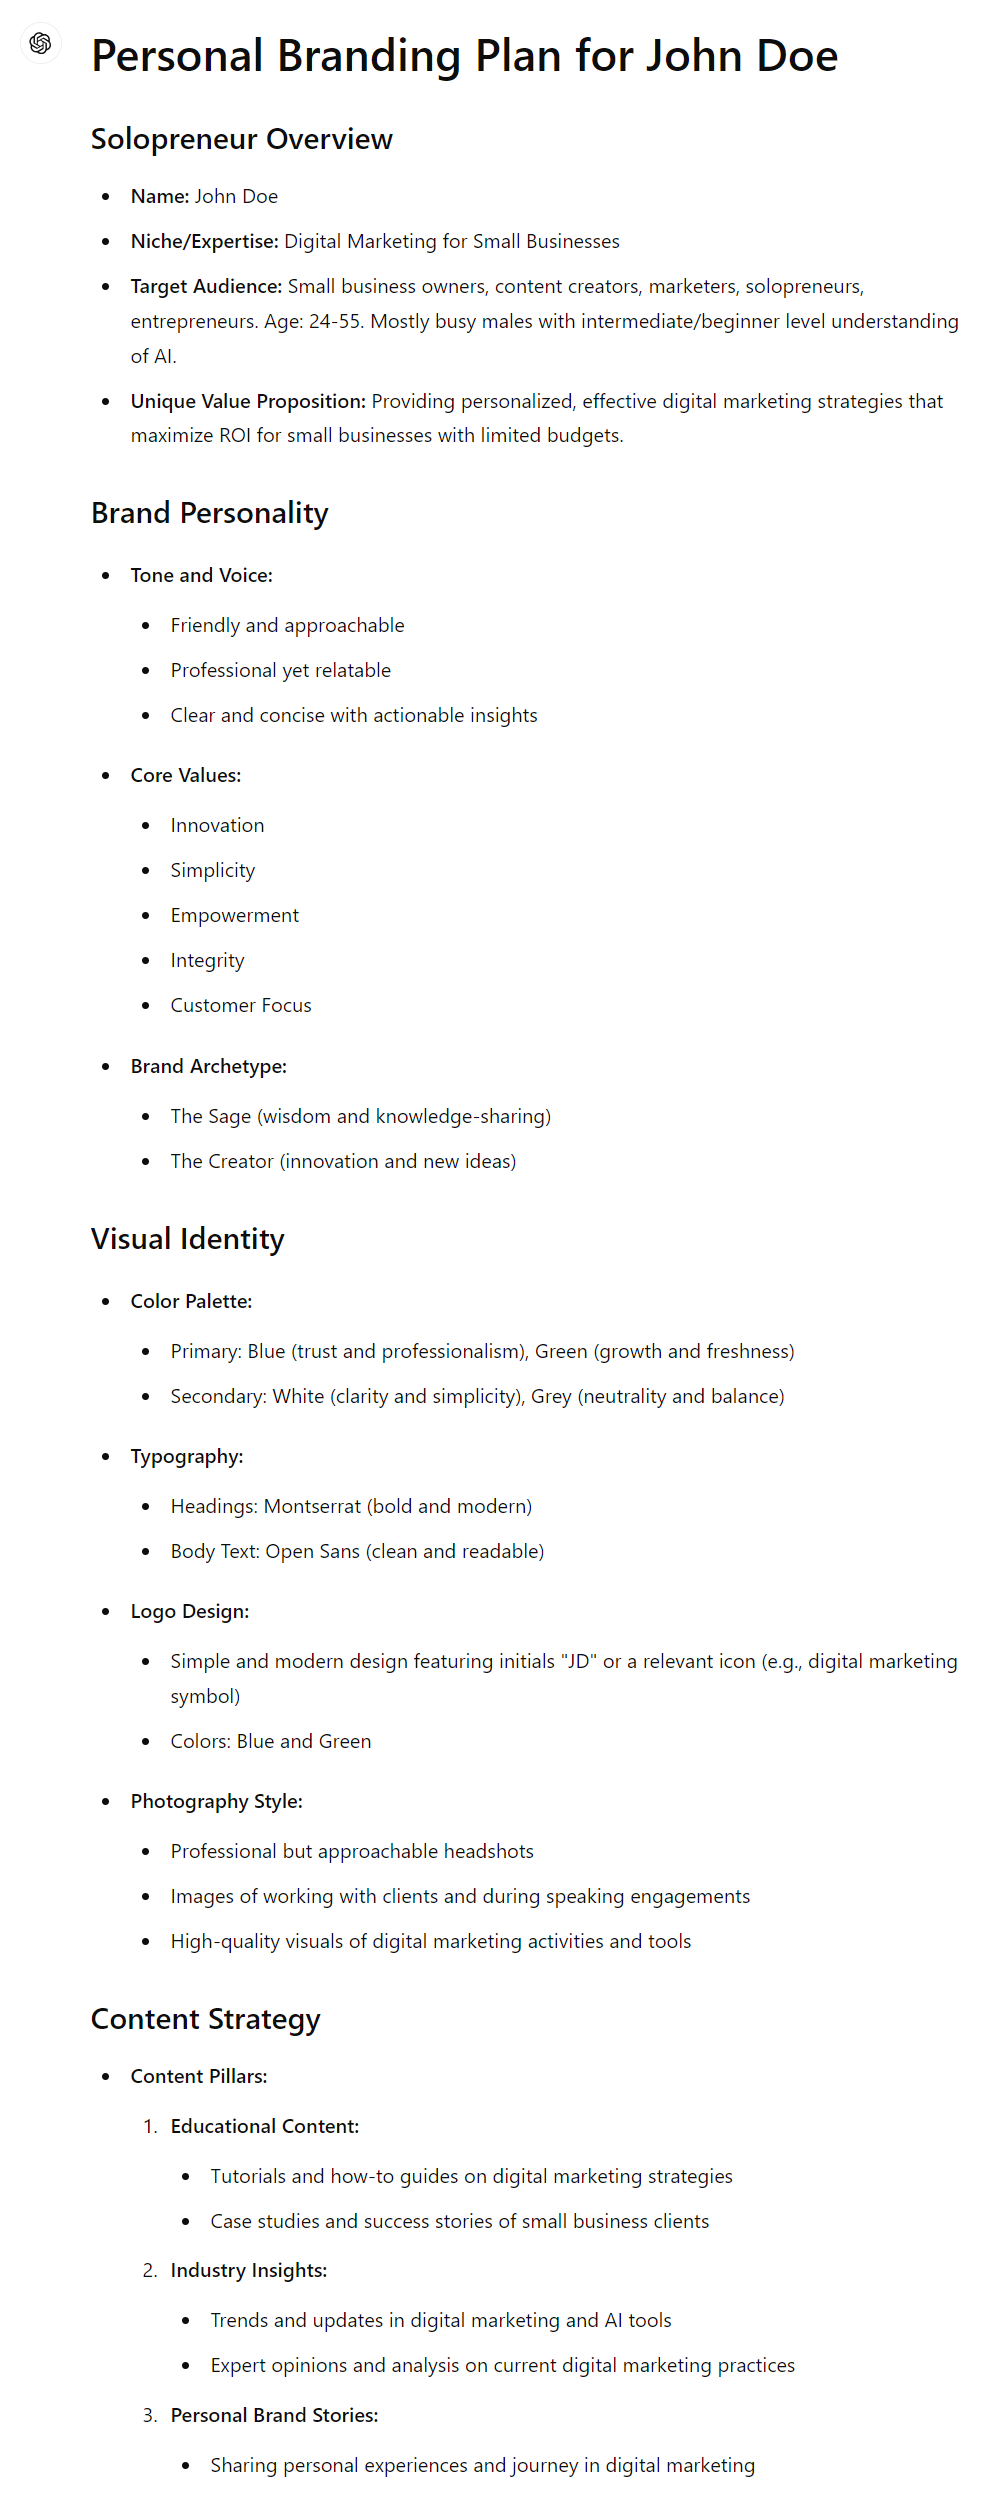 Personal Branding Plan for John Doe
Solopreneur Overview
• Name: John Doe
• Niche/Expertise: Digital Marketing for Small Businesses
• Target Audience: Small business owners, content creators, marketers, solopreneurs,
entrepreneurs. Age: 24-55. Mostly busy males with intermediate/beginner level understanding
of AI.
• Unique Value Proposition: Providing personalized, effective digital marketing strategies that
maximize ROI for small businesses with limited budgets.
Brand Personality
• Tone and Voice:
• Friendly and approachable
• Professional yet relatable
• Clear and concise with actionable insights
• Core Values:
• Innovation
• Simplicity
• Empowerment
• Integrity
• Customer Focus
• Brand Archetype:
• The Sage (wisdom and knowledge-sharing)
• The Creator (innovation and new ideas)
Visual Identity
• Color Palette:
• Primary: Blue (trust and professionalism), Green (growth and freshness)
• Secondary: White (clarity and simplicity), Grey (neutrality and balance)
• Typography:
• Headings: Montserrat (bold and modern)
• Body Text: Open Sans (clean and readable)
• Logo Design:
• Simple and modern design featuring initials "JD" or a relevant icon (e.g., digital marketing
symbol)
• Colors: Blue and Green
• Photography Style:
• Professional but approachable headshots
• Images of working with clients and during speaking engagements
• High-quality visuals of digital marketing activities and tools
Content Strategy
• Content Pillars:
1. Educational Content:
• Tutorials and how-to guides on digital marketing strategies
• Case studies and success stories of small business clients
2. Industry Insights:
• Trends and updates in digital marketing and AI tools
• Expert opinions and analysis on current digital marketing practices
3. Personal Brand Stories:
• Sharing personal experiences and journey in digital marketing